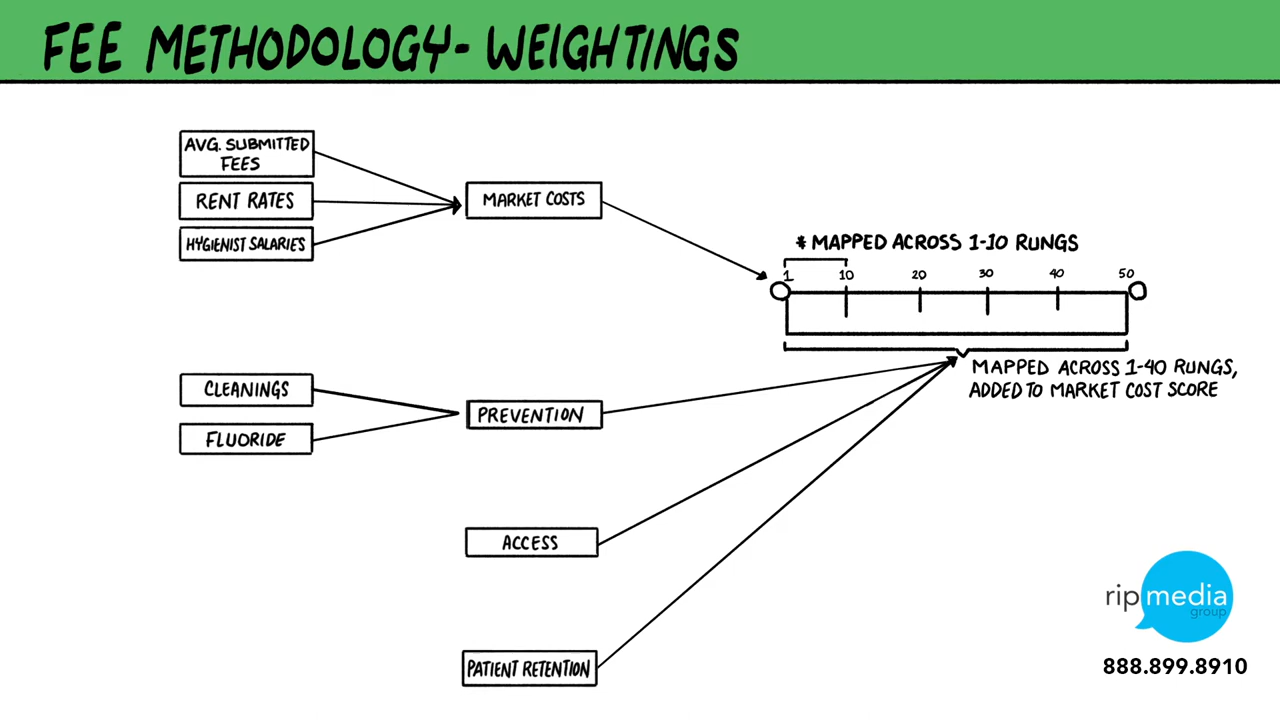 FEE METHODOLOGY- WEIGHTINGS
AVG. SUBMITTED
FEES
RENT RATES
HYGIENIST SALARIES
MARKET COSTS
* MAPPED ACROSS 1-10 RUNGS
1 10 20 30 40 50
MAPPED ACROSS 1-40 RUNGS,
ADDED TO MARKET COST SCORE
CLEANINGS
FLUORIDE
PREVENTION
ACCESS
PATIENT RETENTION
ripmedia
group
888.899.8910